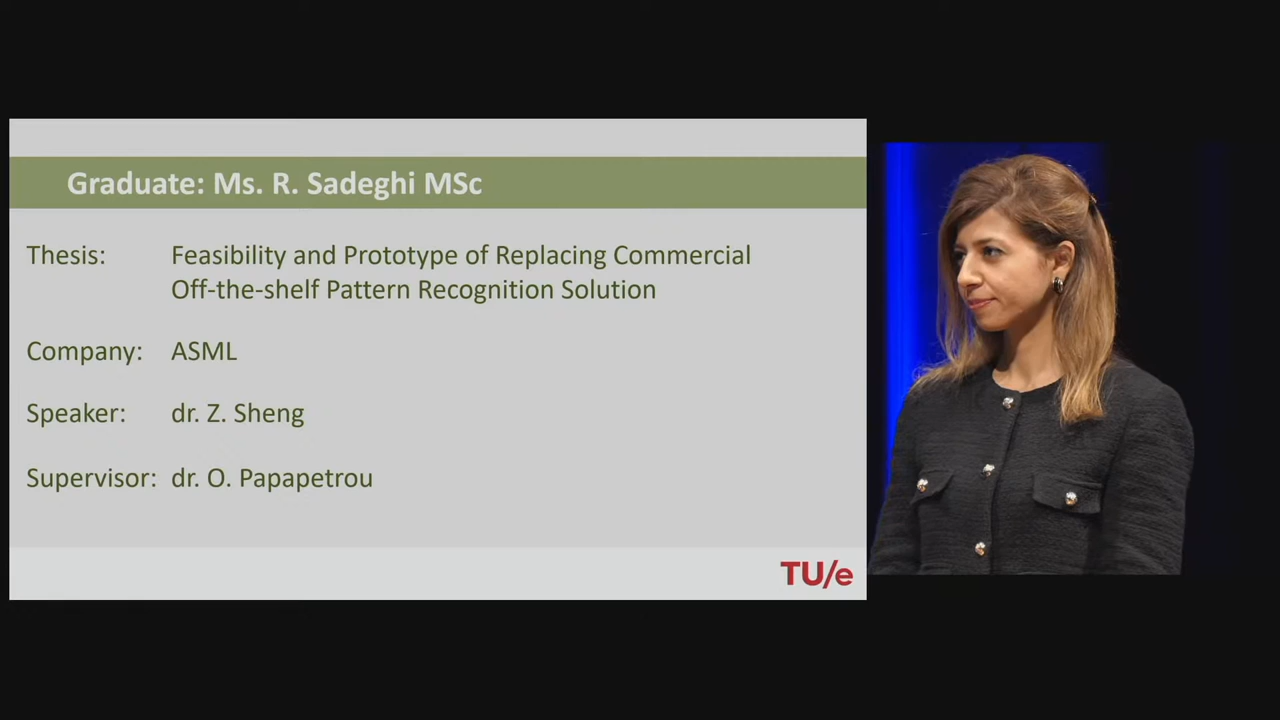 Graduate: Ms. R. Sadeghi MSc
Thesis: Feasibility and Prototype of Replacing Commercial
Off-the-shelf Pattern Recognition Solution
Company: ASML
Speaker: dr. Z. Sheng
Supervisor: dr. O. Papapetrou
TU/e